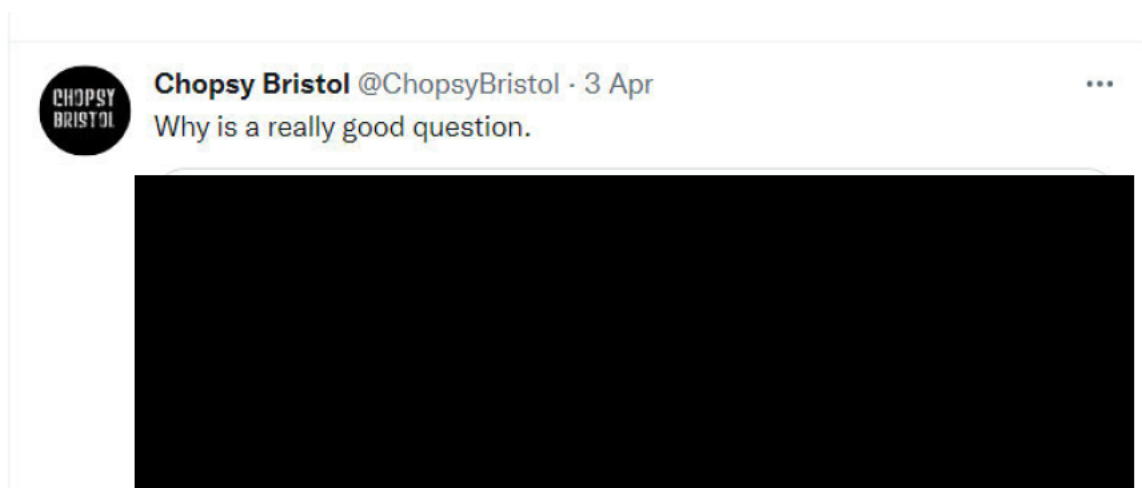 CHOPSY
BRISTOL
Chopsy Bristol @ChopsyBristol · 3 Apr
Why is a really good question.